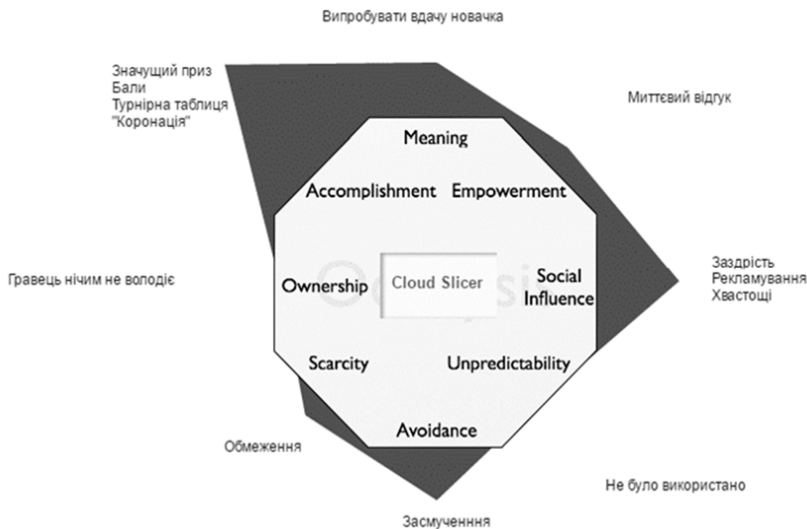 Випробувати вдачу новачка
Значущий приз
Бали
Турнірна таблиця
"Коронація"
Миттєвий відгук
Meaning
Accomplishment
Empowerment
Гравець нічим не володіє
Ownership
Cloud Slicer
Social
Influence
Заздрість
Рекламування
Хвастощі
Scarcity
Unpredictability
Обмеження
Avoidance
Не було використано
Засмученння